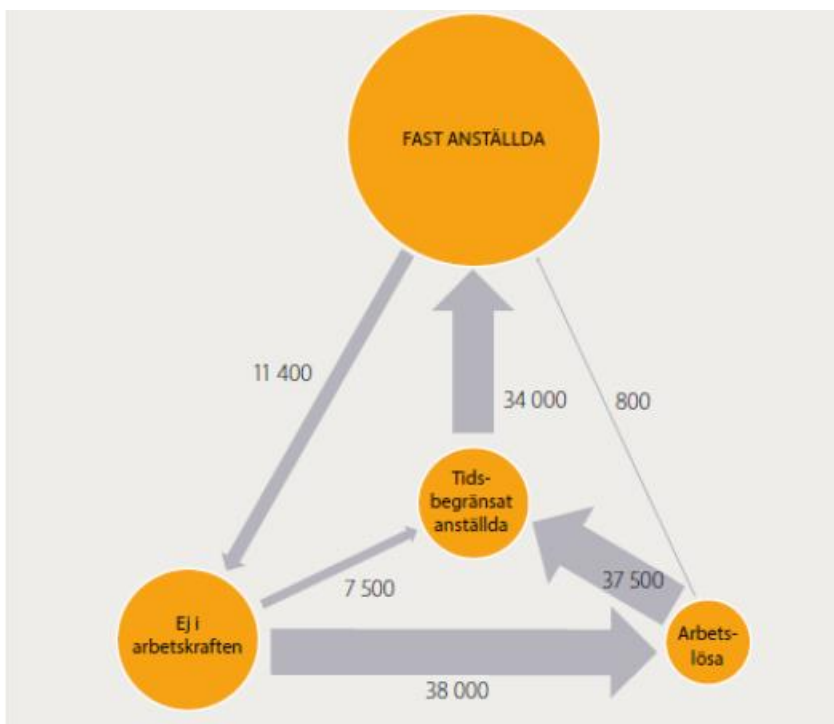 FAST ANSTÄLLDA
11 400
34 000
800
Tids-
begränsat
anställda
7 500
37 500
Ej i
arbetskraften
Arbets-
lösa
38 000